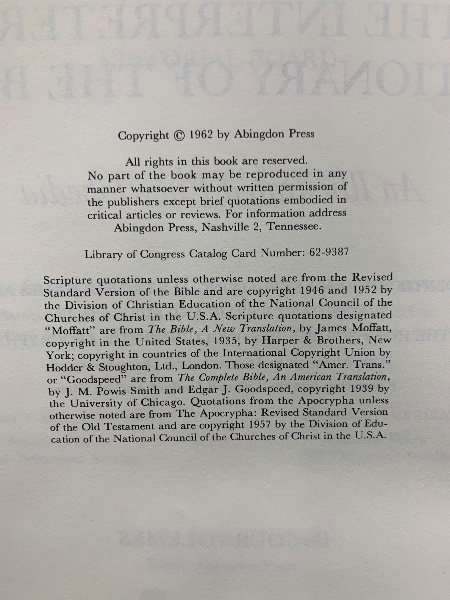 Copyright © 1962 by Abingdon Press
All rights in this book are reserved.
No part of the book may be reproduced in any
manner whatsoever without written permission of
the publishers except brief quotations embodied in
critical articles or reviews. For information address
Abingdon Press, Nashville 2, Tennessee.
Library of Congress Catalog Card Number: 62-9387
Scripture quotations unless otherwise noted are from the Revised
Standard Version of the Bible and are copyright 1946 and 1952 by
the Division of Christian Education of the National Council of the
Churches of Christ in the U.S.A. Scripture quotations designated
"Moffatt" are from The Bible, A New Translation, by James Moffatt,
copyright in the United States, 1935, by Harper & Brothers, New
York; copyright in countries of the International Copyright Union by
Hodder & Stoughton, Ltd., London. Those designated "Amer. Trans."
or "Goodspeed" are from The Complete Bible, An American Translation,
by J. M. Powis Smith and Edgar J. Goodspeed, copyright 1939 by
the University of Chicago. Quotations from the Apocrypha unless
otherwise noted are from The Apocrypha: Revised Standard Version
of the Old Testament and are copyright 1957 by the Division of Edu-
cation of the National Council of the Churches of Christ in the U.S.A.